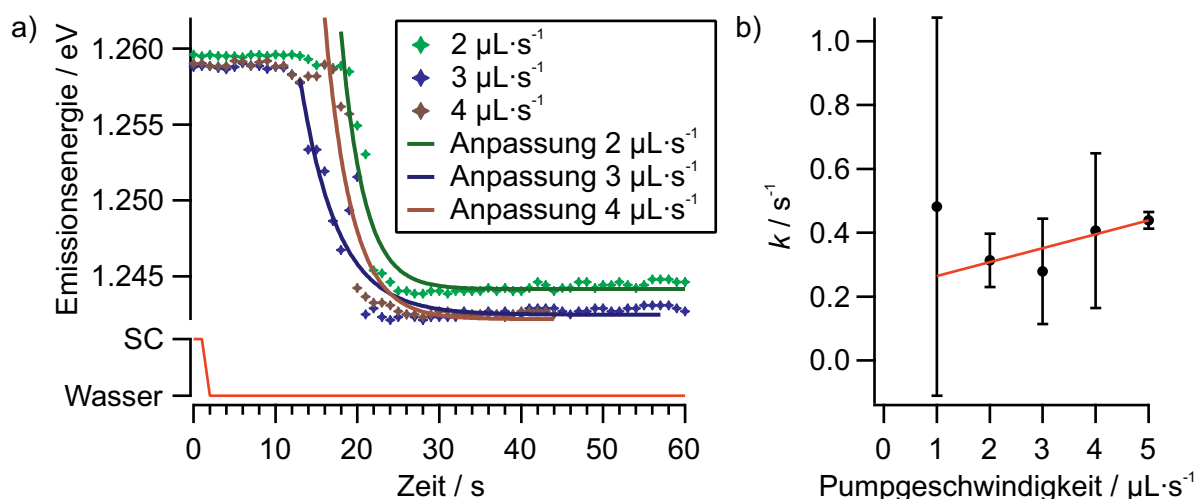 a)
Emissionsenergie / eV
1.260
1.255
1.250
1.245
SC
Wasser
0 10 20 30 40 50 60
Zeit / s
2 µL·s⁻¹
3 µL·s⁻¹
4 µL·s⁻¹
Anpassung 2 µL·s⁻¹
Anpassung 3 µL·s⁻¹
Anpassung 4 µL·s⁻¹
b)
k / s⁻¹
1.0
0.8
0.6
0.4
0.2
0.0
0 1 2 3 4 5
Pumpgeschwindigkeit / µL·s⁻¹